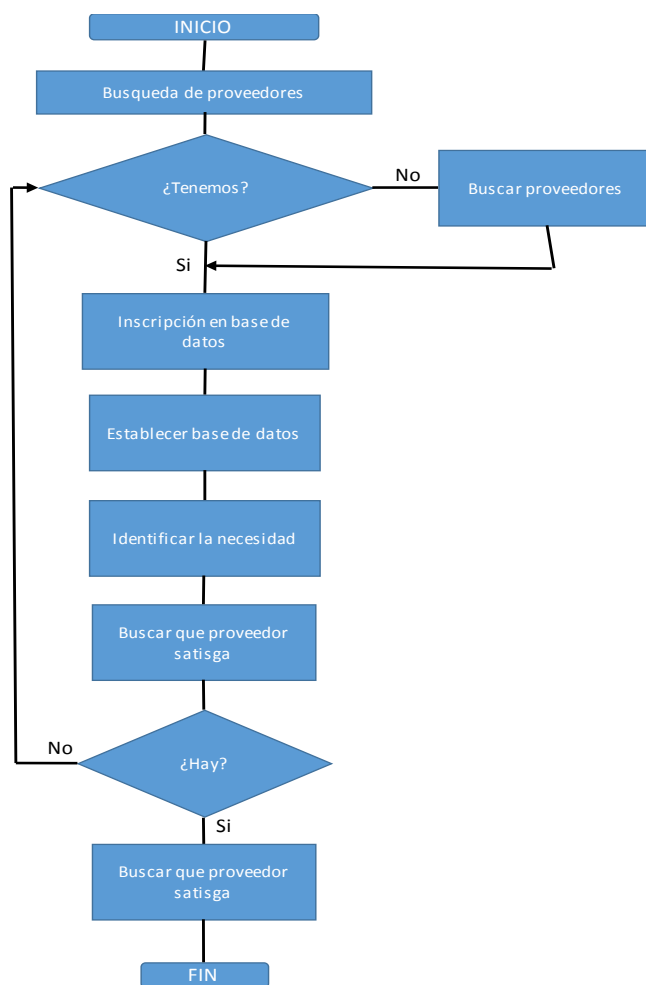 INICIO
Busqueda de proveedores
¿Tenemos?
No
Buscar proveedores
Si
Inscripción en base de
datos
Establecer base de datos
Identificar la necesidad
Buscar que proveedor
satisga
No
¿Hay?
Si
Buscar que proveedor
satisga
FIN